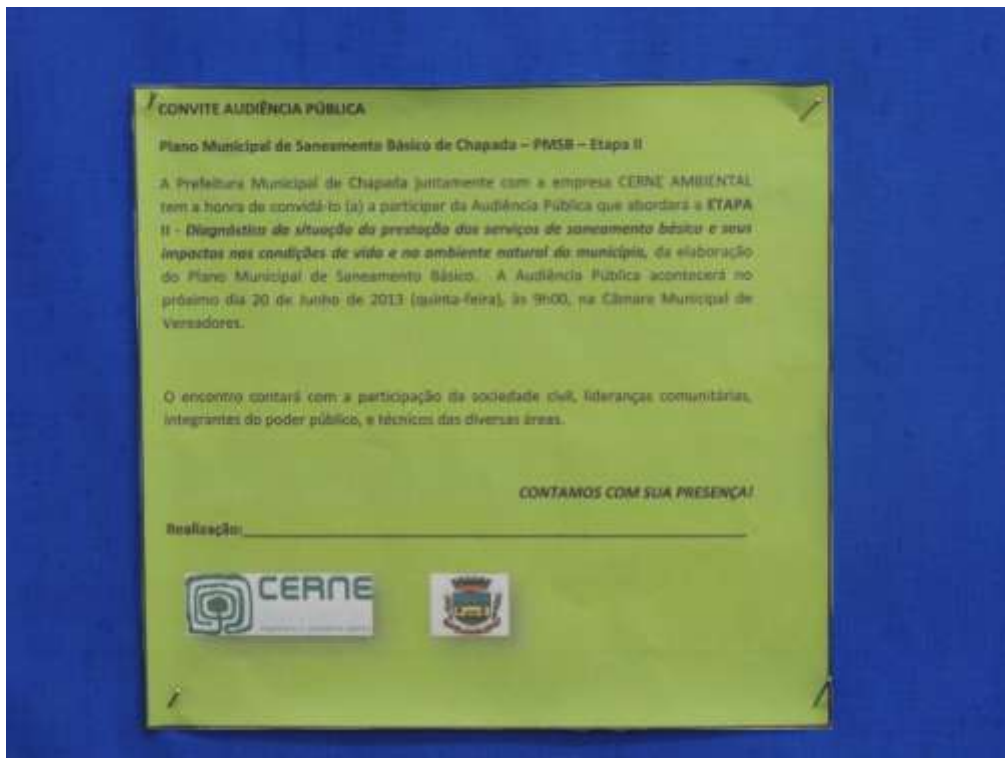 CONVITE AUDIÊNCIA PÚBLICA
Plano Municipal de Saneamento Básico de Chapada – PMSB – Etapa II
A Prefeitura Municipal de Chapada juntamente com a empresa CERNE AMBIENTAL
tem a honra de convidá-lo (a) a participar da Audiência Pública que abordará a ETAPA
II - Diagnóstico da situação da prestação dos serviços de saneamento básico e seus
impactos nas condições de vida e no ambiente natural do município, da elaboração
do Plano Municipal de Saneamento Básico. A Audiência Pública acontecerá no
próximo dia 20 de Junho de 2013 (quinta-feira), às 9h00, na Câmara Municipal de
Vereadores.
O encontro contará com a participação da sociedade civil, lideranças comunitárias,
integrantes do poder público, e técnicos das diversas áreas.
CONTAMOS COM SUA PRESENÇA!
Realização:
CERNE